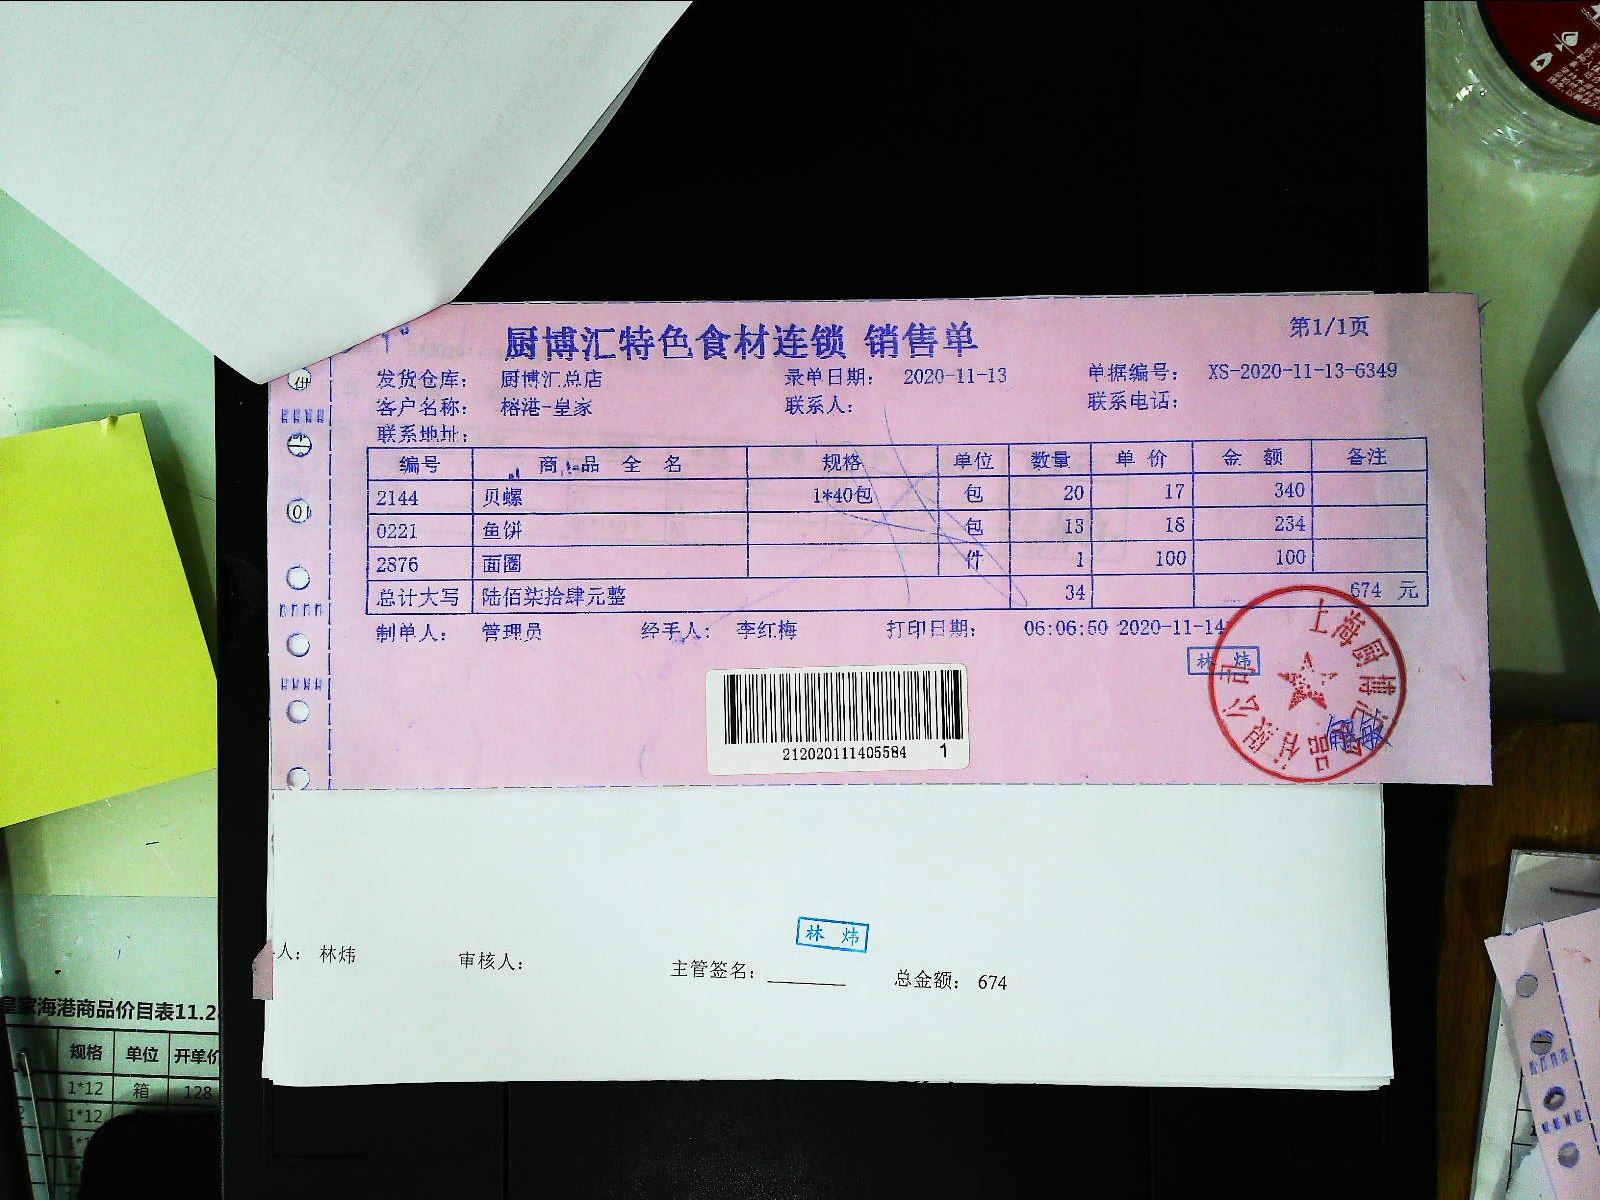 厨博汇特色食材连锁 销售单
第1/1页
发货仓库： 厨博汇总店 录单日期： 2020-11-13 单据编号： XS-2020-11-13-6349
客户名称： 榕港-皇家 联系人： 联系电话：
联系地址：
编号 商品全名 规格 单位 数量 单价 金额 备注
2144 贝螺 1*40包 包 20 17 340
0221 鱼饼 包 13 18 234
2876 面圈 件 1 100 100
总计大写 陆佰柒拾肆元整 34 674 元
制单人： 管理员 经手人： 李红梅 打印日期： 06:06:50 2020-11-14
林 炜
上海厨博汇食品有限公司
212020111405584 1
林 炜
人： 林炜 审核人： 主管签名： 总金额： 674
皇家海港商品价目表11.2
规格 单位 开单价
1*12 箱 128
1*12